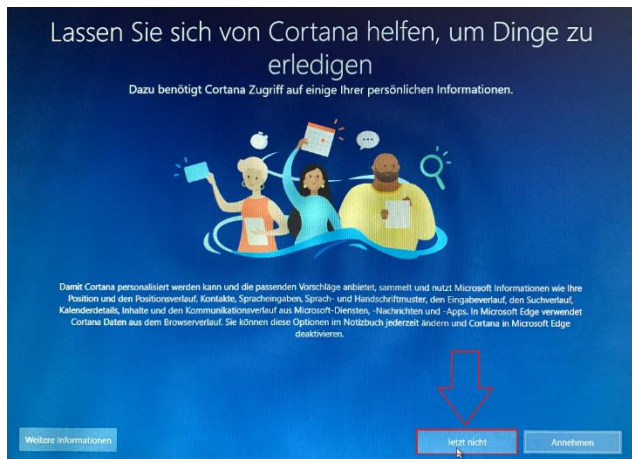 Lassen Sie sich von Cortana helfen, um Dinge zu
erledigen
Dazu benötigt Cortana Zugriff auf einige Ihrer persönlichen Informationen.
Damit Cortana personalisiert werden kann und die passenden Vorschläge anbietet, sammelt und nutzt Microsoft Informationen wie Ihre
Position und den Positionsverlauf, Kontakte, Spracheingaben, Sprach- und Handschriftmuster, den Eingabeverlauf, den Suchverlauf,
Kalenderdetails, Inhalte und den Kommunikationsverlauf aus Microsoft-Diensten, -Nachrichten und -Apps. In Microsoft Edge verwendet
Cortana Daten aus dem Browserverlauf. Sie können diese Optionen im Notizbuch jederzeit ändern und Cortana in Microsoft Edge
deaktivieren.
Weitere Informationen
Jetzt nicht
Annehmen